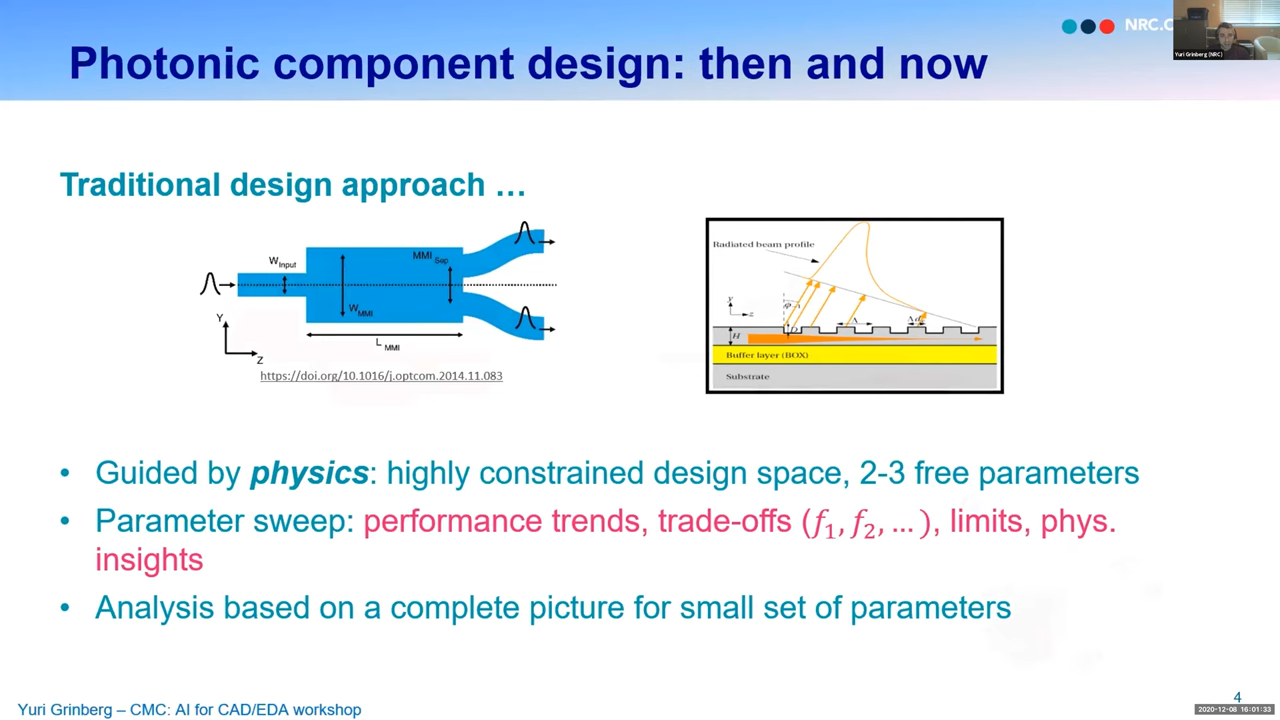 NRC.C
Yuri Grinberg (NRC)
Photonic component design: then and now
Traditional design approach …
W Input
MMI Sep
W MMI
L MMI
Y
Z
https://doi.org/10.1016/j.optcom.2014.11.083
Radiated beam profile
y
z
φ
Λ
D
H
Buffer layer (BOX)
Substrate
• Guided by physics: highly constrained design space, 2-3 free parameters
• Parameter sweep: performance trends, trade-offs (f1, f2, … ), limits, phys.
insights
• Analysis based on a complete picture for small set of parameters
4
Yuri Grinberg – CMC: AI for CAD/EDA workshop
2020-12-08 16:01:33